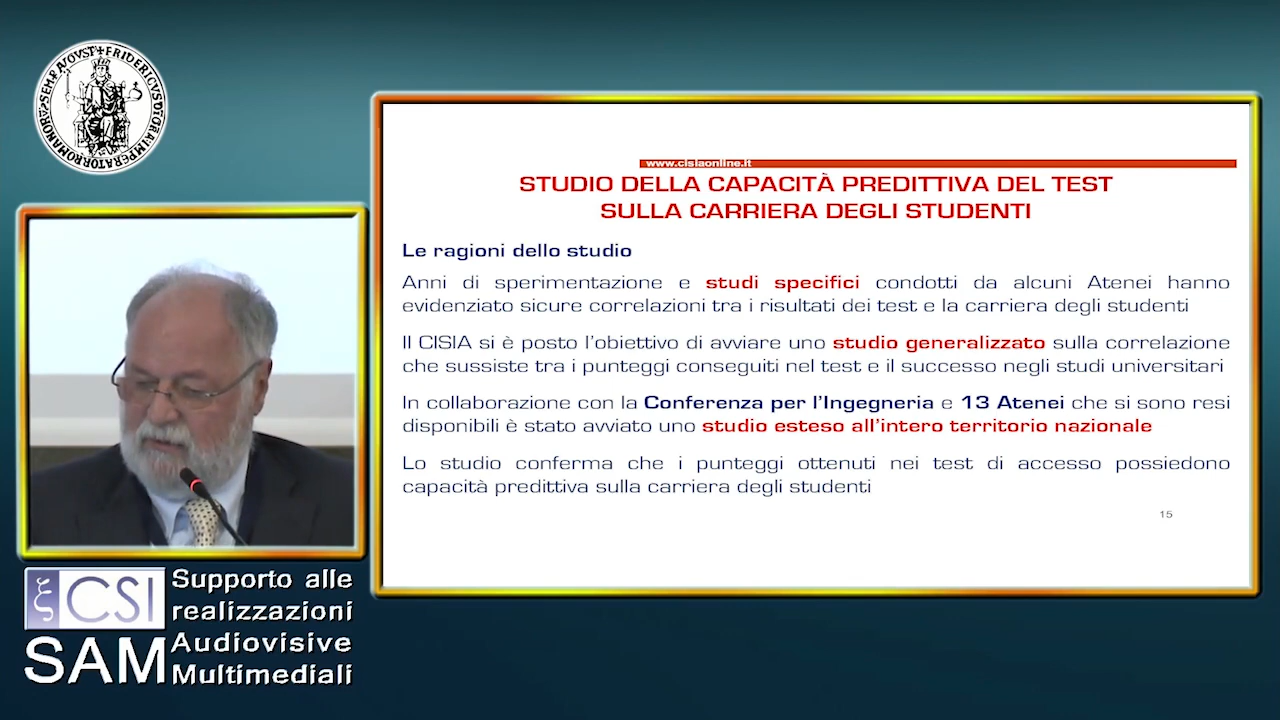 www.cisiaonline.it
STUDIO DELLA CAPACITÀ PREDITTIVA DEL TEST
SULLA CARRIERA DEGLI STUDENTI
Le ragioni dello studio
Anni di sperimentazione e studi specifici condotti da alcuni Atenei hanno
evidenziato sicure correlazioni tra i risultati dei test e la carriera degli studenti
Il CISIA si è posto l'obiettivo di avviare uno studio generalizzato sulla correlazione
che sussiste tra i punteggi conseguiti nel test e il successo negli studi universitari
In collaborazione con la Conferenza per l'Ingegneria e 13 Atenei che si sono resi
disponibili è stato avviato uno studio esteso all'intero territorio nazionale
Lo studio conferma che i punteggi ottenuti nei test di accesso possiedono
capacità predittiva sulla carriera degli studenti
15
CSI
SAM
Supporto alle
realizzazioni
Audiovisive
Multimediali